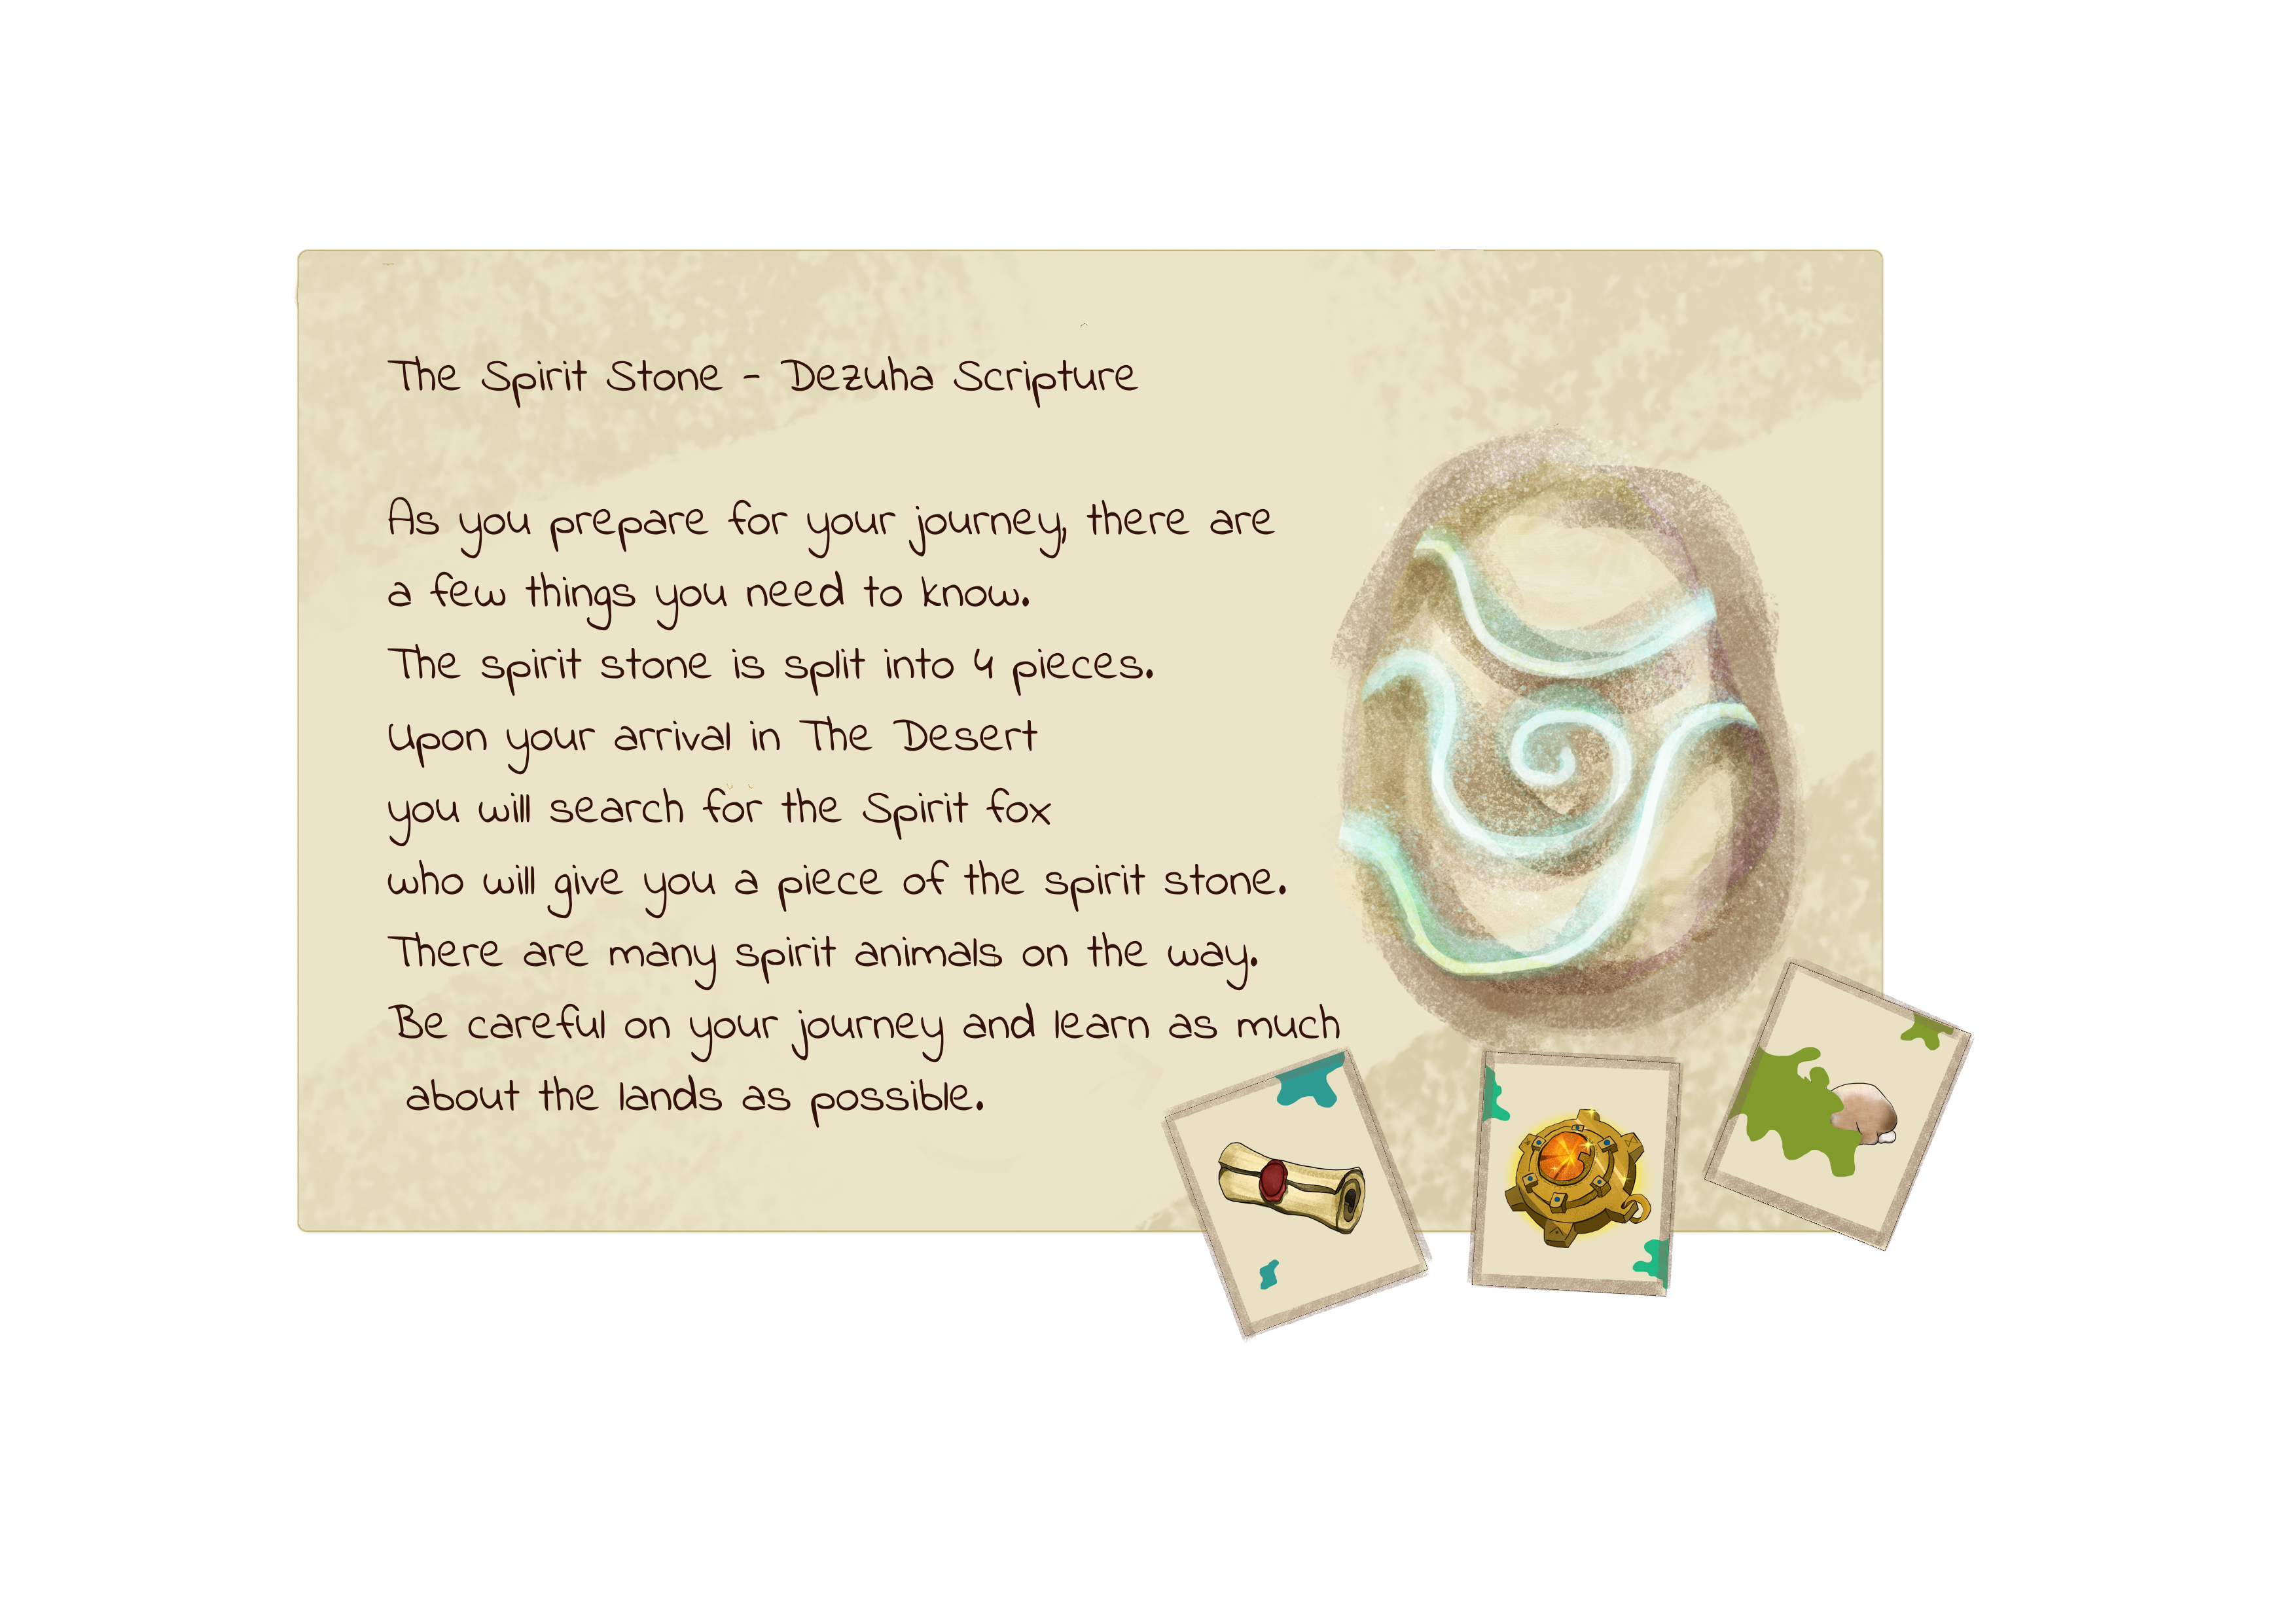 The Spirit Stone - Dezuha Scripture
As you prepare for your journey, there are
a few things you need to know.
The spirit stone is split into 4 pieces.
Upon your arrival in The Desert
you will search for the Spirit fox
who will give you a piece of the spirit stone.
There are many spirit animals on the way.
Be careful on your journey and learn as much
about the lands as possible.